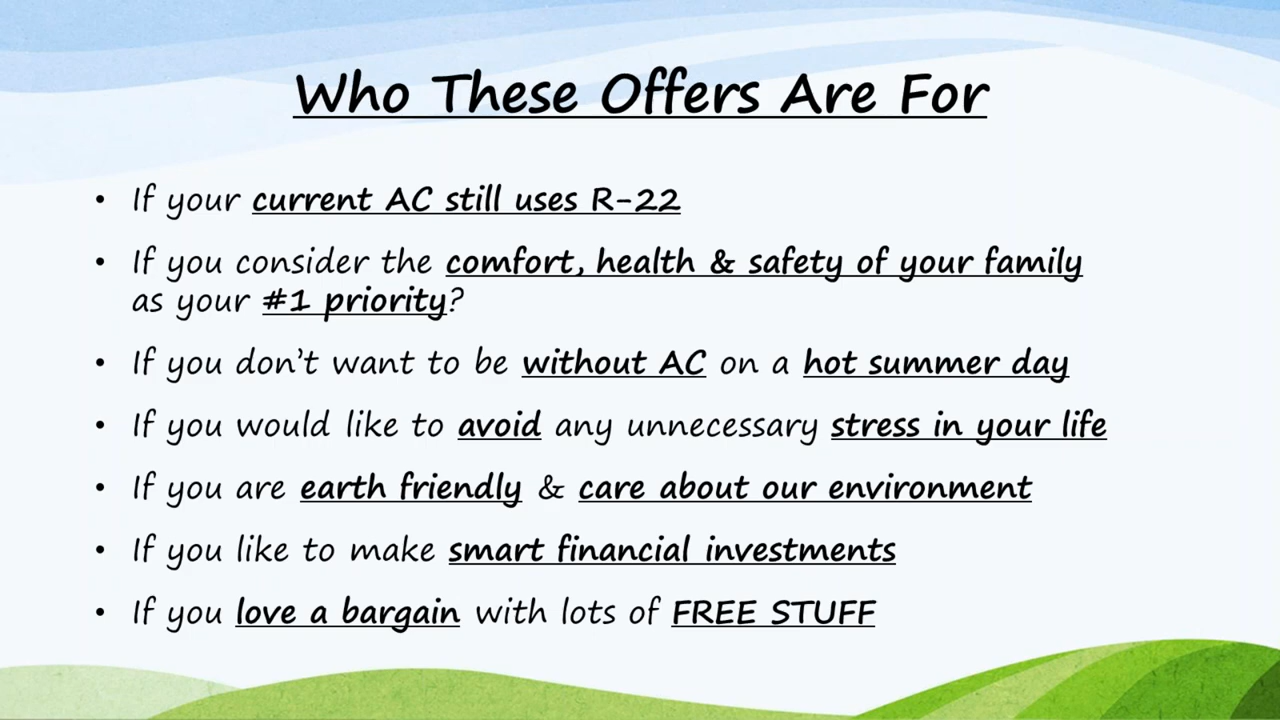 Who These Offers Are For
• If your current AC still uses R-22
• If you consider the comfort, health & safety of your family
as your #1 priority?
• If you don’t want to be without AC on a hot summer day
• If you would like to avoid any unnecessary stress in your life
• If you are earth friendly & care about our environment
• If you like to make smart financial investments
• If you love a bargain with lots of FREE STUFF